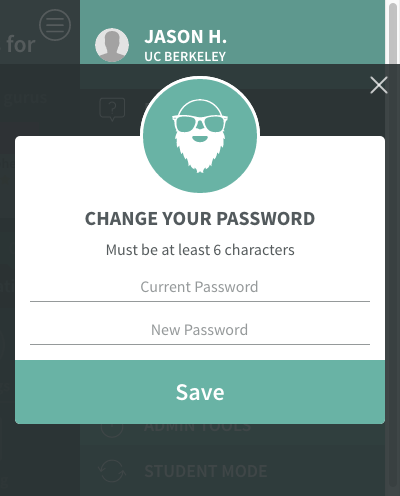 for
JASON H.
UC BERKELEY
CHANGE YOUR PASSWORD
Must be at least 6 characters
Current Password
New Password
Save
ADMIN TOOLS
STUDENT MODE